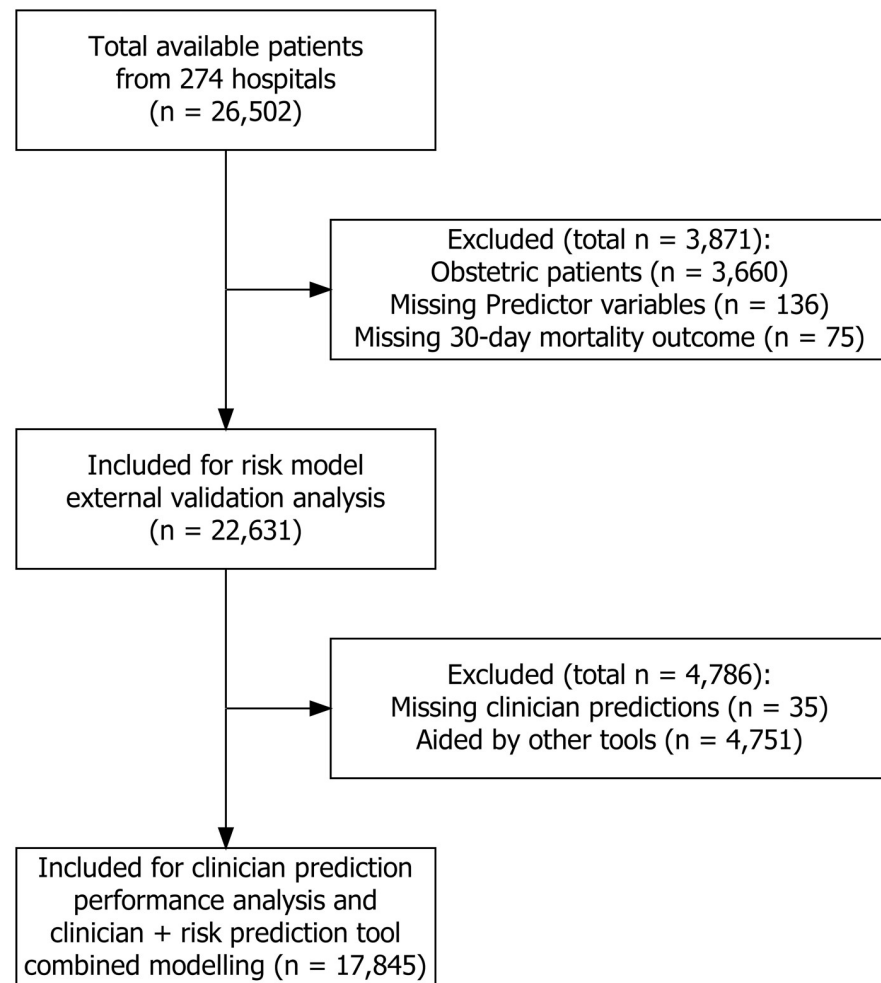 Total available patients
from 274 hospitals
(n = 26,502)
Excluded (total n = 3,871):
Obstetric patients (n = 3,660)
Missing Predictor variables (n = 136)
Missing 30-day mortality outcome (n = 75)
Included for risk model
external validation analysis
(n = 22,631)
Excluded (total n = 4,786):
Missing clinician predictions (n = 35)
Aided by other tools (n = 4,751)
Included for clinician prediction
performance analysis and
clinician + risk prediction tool
combined modelling (n = 17,845)